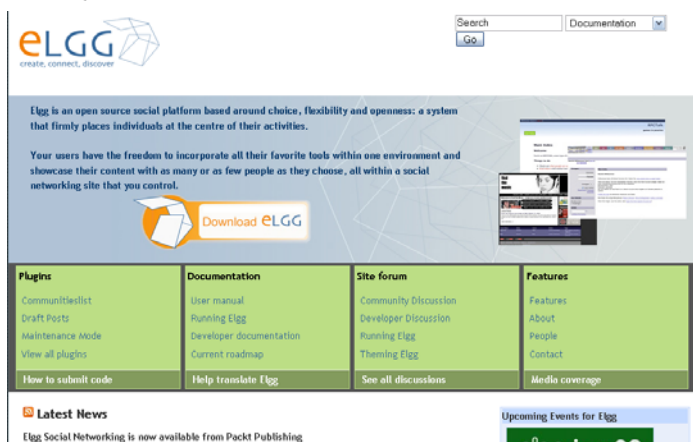 eLGG
create, connect, discover
Search
Documentation
Go
Elgg is an open source social platform based around choice, flexibility and openness: a system
that firmly places individuals at the centre of their activities.
Your users have the freedom to incorporate all their favorite tools within one environment and
showcase their content with as many or as few people as they choose, all within a social
networking site that you control.
Download eLGG
Plugins
Communitieslist
Draft Posts
Maintenance Mode
View all plugins
How to submit code
Documentation
User manual
Running Elgg
Developer documentation
Current roadmap
Help translate Elgg
Site forum
Community Discussion
Developer Discussion
Running Elgg
Theming Elgg
See all discussions
Features
Features
About
People
Contact
Media coverage
Latest News
Elgg Social Networking is now available from Packt Publishing
Upcoming Events for Elgg